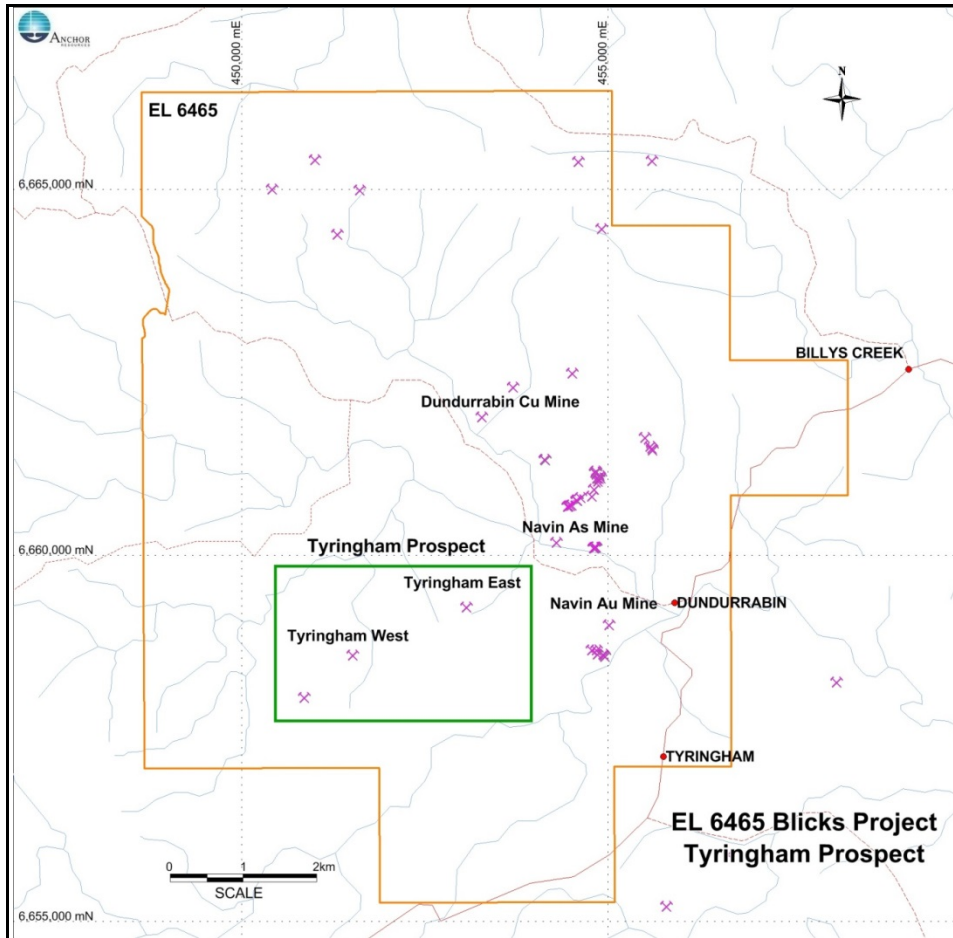 ANCHOR
RESOURCES
450,000 mE
455,000 mE
N
EL 6465
6,665,000 mN
BILLYS CREEK
Dundurrabin Cu Mine
Navin As Mine
6,660,000 mN
Tyringham Prospect
Tyringham East
Navin Au Mine
DUNDURRABIN
Tyringham West
TYRINGHAM
EL 6465 Blicks Project
Tyringham Prospect
0 1 2km
SCALE
6,655,000 mN